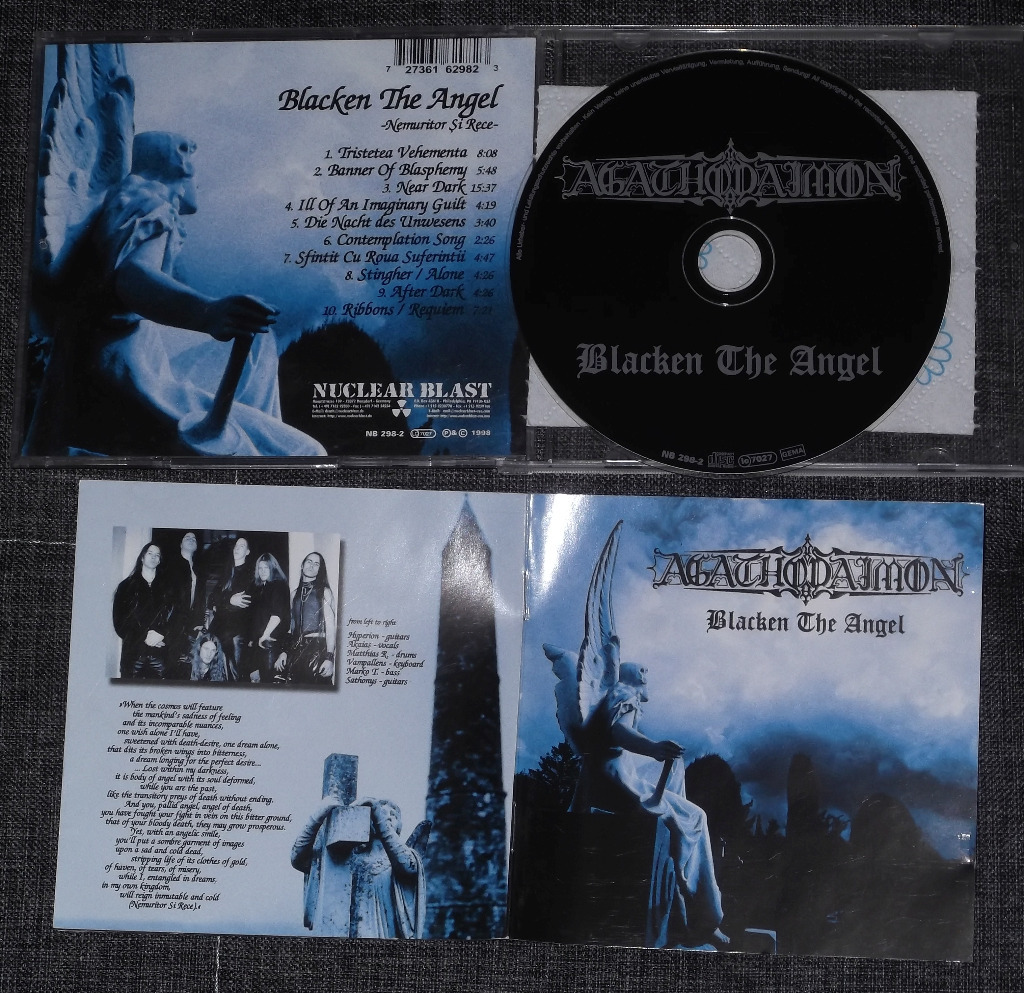 7 27361 62982 3
Blacken The Angel
-Nemuritor Si Rece-
1. Tristetea Vehementa 8:08
2. Banner Of Blasphemy 5:48
3. Near Dark 15:37
4. Ill Of An Imaginary Guilt 4:19
5. Die Nacht des Unwesens 3:40
6. Contemplation Song 2:26
7. Sfintit Cu Roua Suferintii 4:47
8. Stingher / Alone 4:26
9. After Dark 4:26
10. Ribbons / Requiem
NUCLEAR BLAST
NB 298-2 LC 7027 P & C 1998
AGATHODAIMON
Blacken The Angel
NB 298-2 LC 7027 GEMA
from left to right
Hyperion - guitars
Akaias - vocals
Matthias R. - drums
Vampallens - keyboard
Marko T. - bass
Sathonys - guitars
»When the cosmos will feature
the mankind's sadness of feeling
and its incomparable nuances,
one wish alone I'll have,
sweetened with death-desire, one dream alone,
that dits its broken wings into bitterness,
a dream longing for the perfect desire...
... Lost within my darkness,
it is body of angel with its soul deformed,
while you are the past,
like the transitory preys of death without ending.
And you, pallid angel, angel of death,
you have fought your fight in vein on this bitter ground,
that of your bloody death, they may grow prosperous.
Yet, with an angelic smile,
you'll put a sombre garment of images
upon a sad and cold dead,
stripping life of its clothes of gold,
of haven, of tears, of misery,
while I, entangled in dreams,
in my own kingdom,
will reign inmutable and cold
(Nemuritor Si Rece).«
AGATHODAIMON
Blacken The Angel